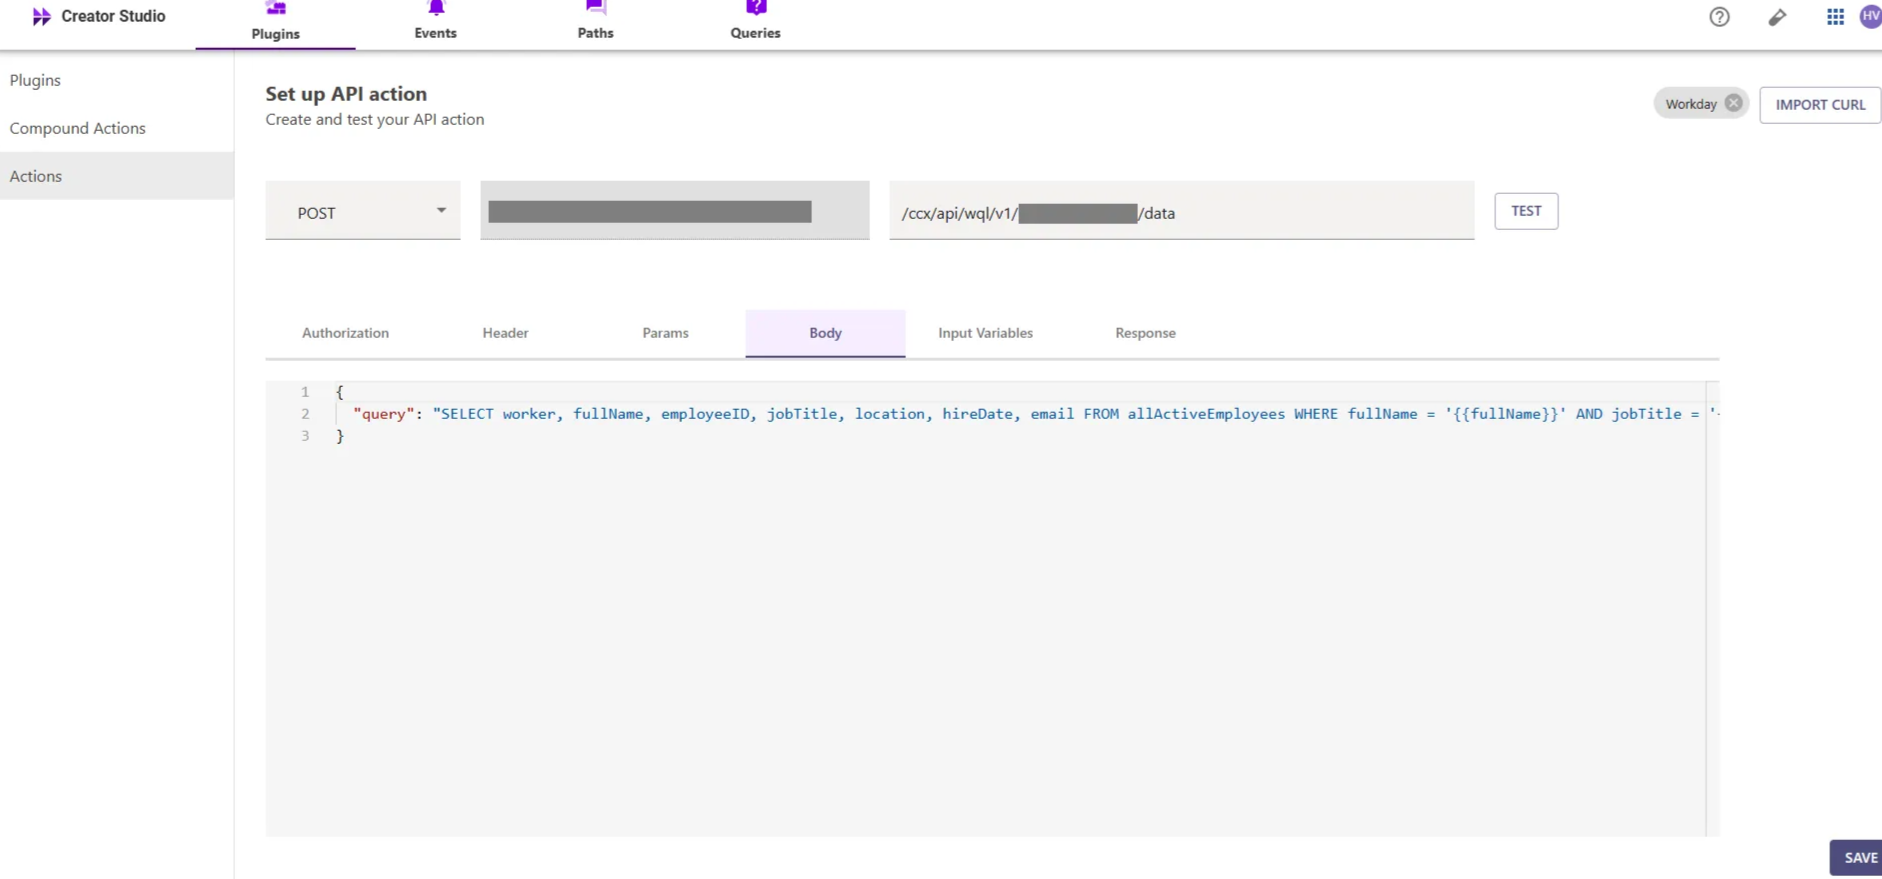 Creator Studio
Plugins
Events
Paths
Queries
HV
Plugins
Compound Actions
Actions
Set up API action
Create and test your API action
Workday
IMPORT CURL
POST
/ccx/api/wql/v1/ /data
TEST
Authorization
Header
Params
Body
Input Variables
Response
1 {
2 "query": "SELECT worker, fullName, employeeID, jobTitle, location, hireDate, email FROM allActiveEmployees WHERE fullName = '{{fullName}}' AND jobTitle = '
3 }
SAVE